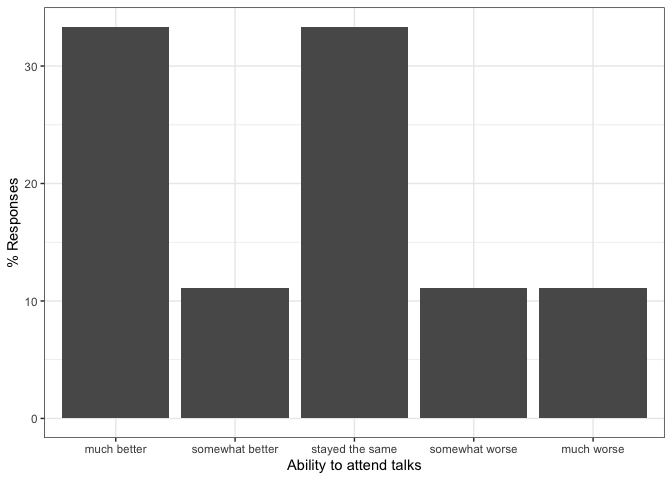 % Responses
30
20
10
0
much better somewhat better stayed the same somewhat worse much worse
Ability to attend talks